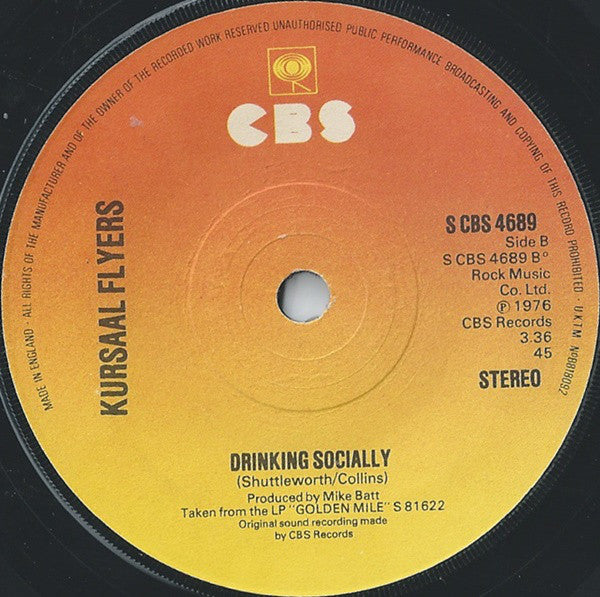 MADE IN ENGLAND · ALL RIGHTS OF THE MANUFACTURER AND OF THE OWNER OF THE RECORDED WORK RESERVED UNAUTHORISED PUBLIC PERFORMANCE BROADCASTING AND COPYING OF THIS RECORD PROHIBITED · U.K.T.M Nº 8818092
CBS
KURSAAL FLYERS
S CBS 4689
Side B
S CBS 4689 Bº
Rock Music
Co. Ltd.
℗ 1976
CBS Records
3.36
45
STEREO
DRINKING SOCIALLY
(Shuttleworth/Collins)
Produced by Mike Batt
Taken from the LP "GOLDEN MILE" S 81622
Original sound recording made
by CBS Records